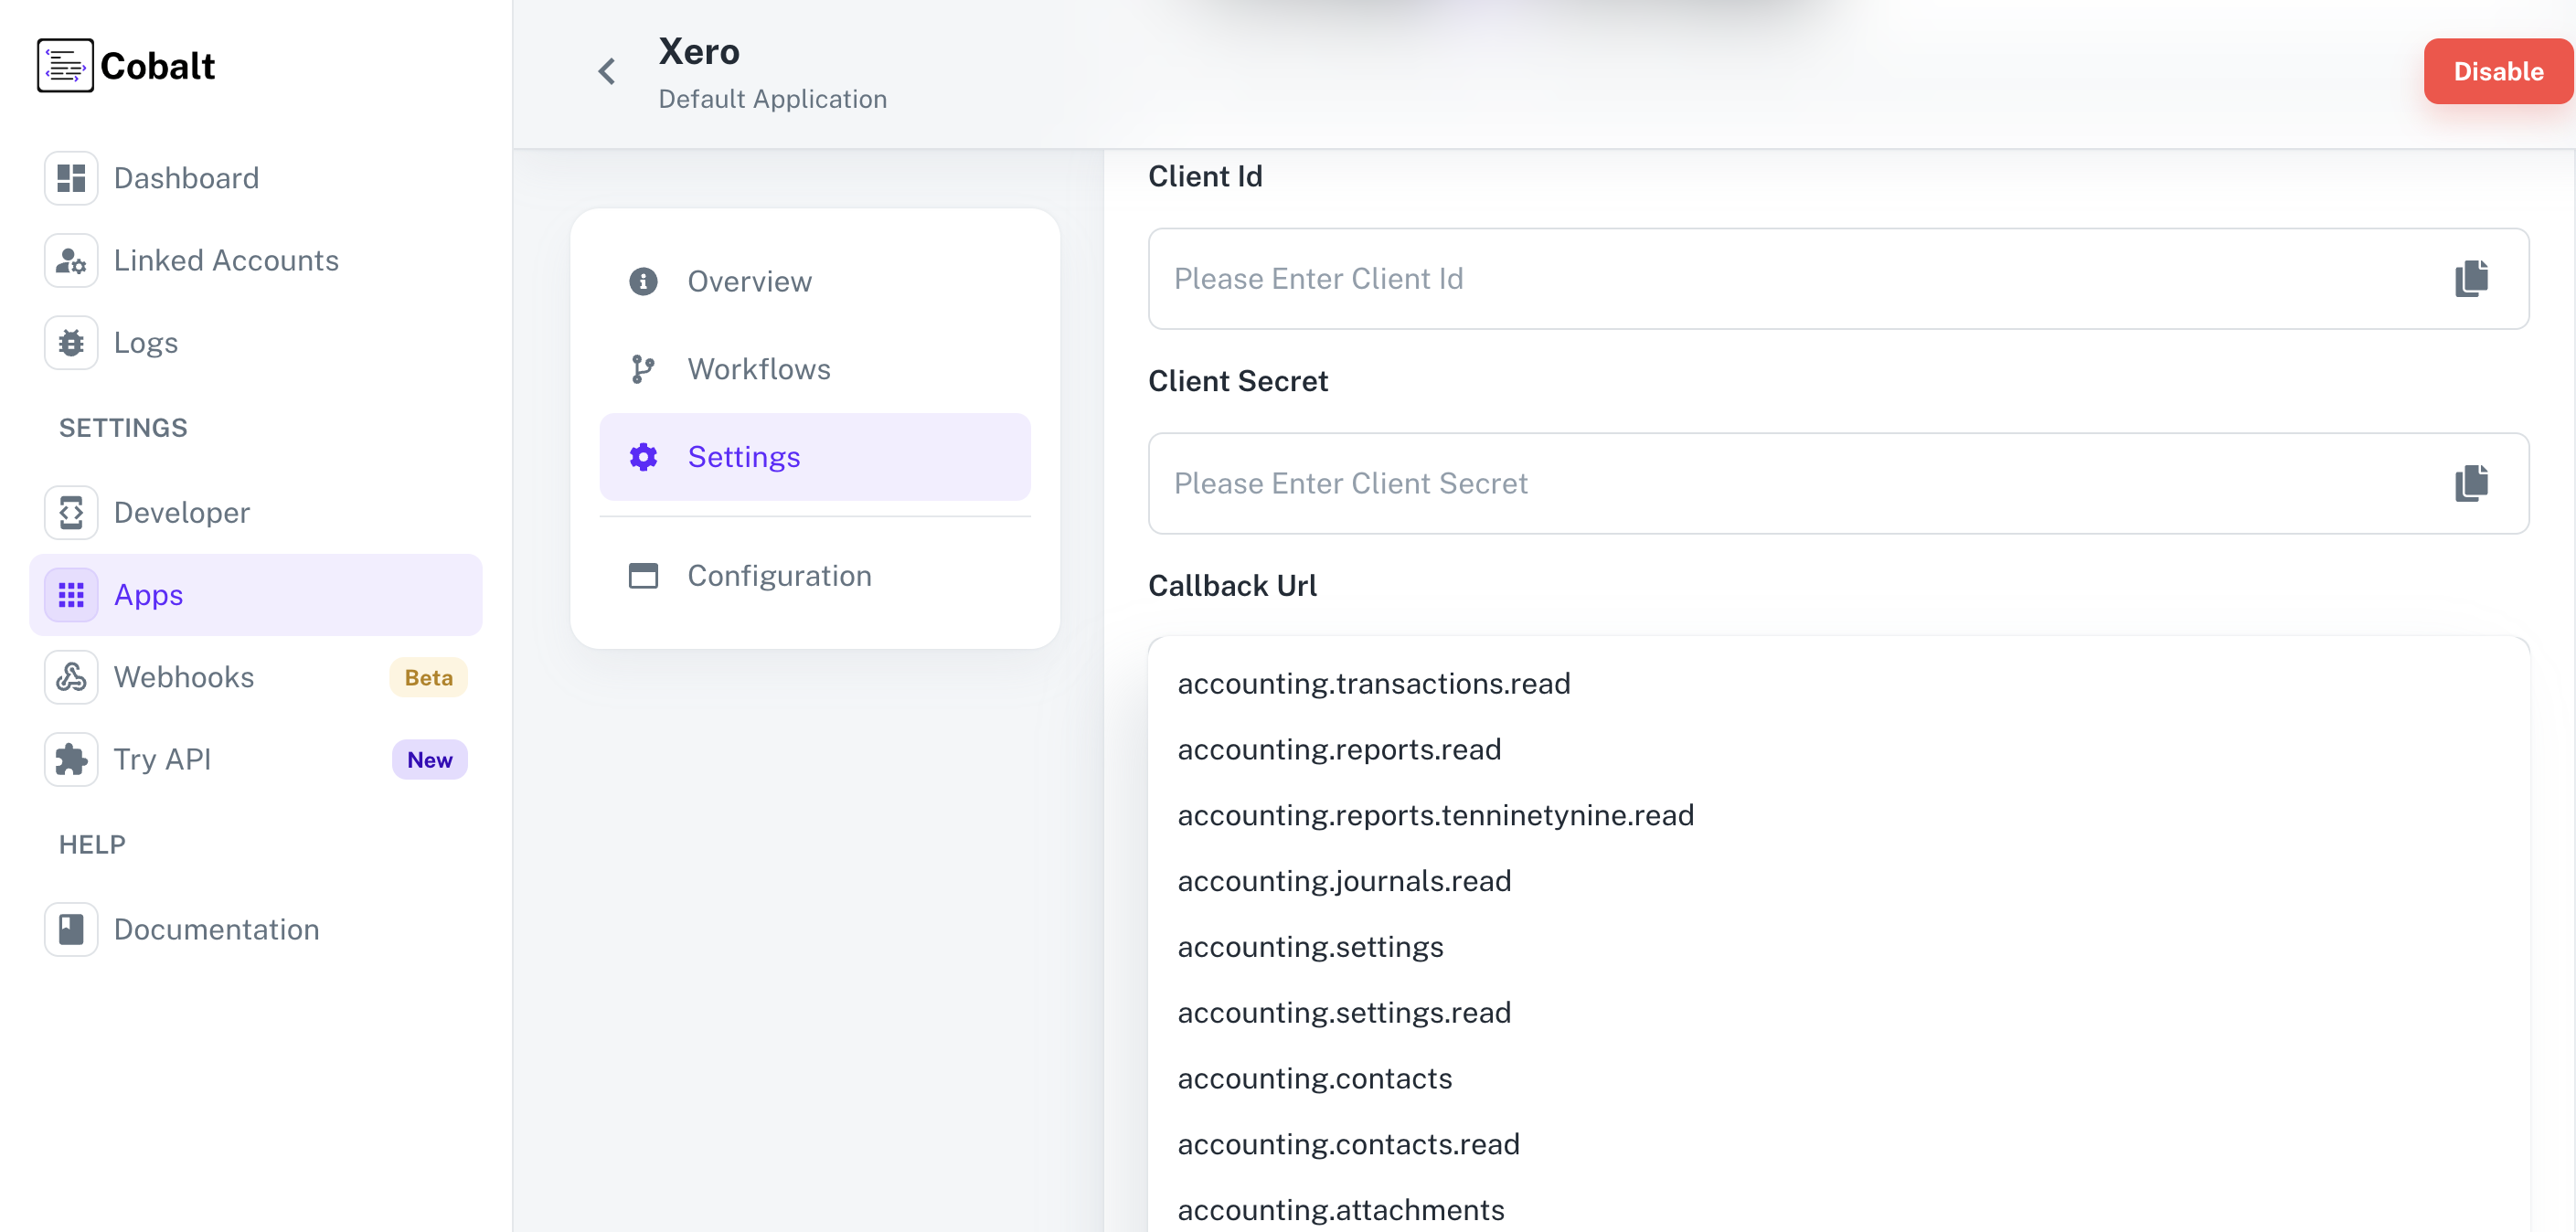 Cobalt
Dashboard
Linked Accounts
Logs
SETTINGS
Developer
Apps
Webhooks
Beta
Try API
New
HELP
Documentation
Xero
Default Application
Disable
Overview
Workflows
Settings
Configuration
Client Id
Please Enter Client Id
Client Secret
Please Enter Client Secret
Callback Url
accounting.transactions.read
accounting.reports.read
accounting.reports.tenninetynine.read
accounting.journals.read
accounting.settings
accounting.settings.read
accounting.contacts
accounting.contacts.read
accounting.attachments